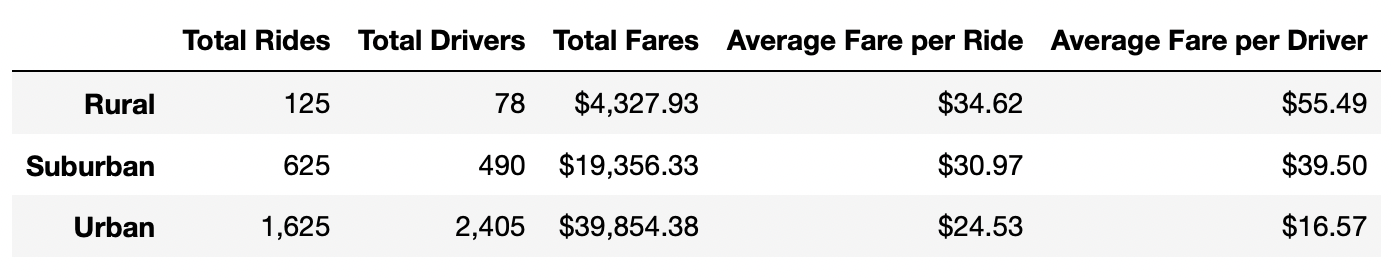 Total Rides Total Drivers Total Fares Average Fare per Ride Average Fare per Driver
Rural 125 78 $4,327.93 $34.62 $55.49
Suburban 625 490 $19,356.33 $30.97 $39.50
Urban 1,625 2,405 $39,854.38 $24.53 $16.57